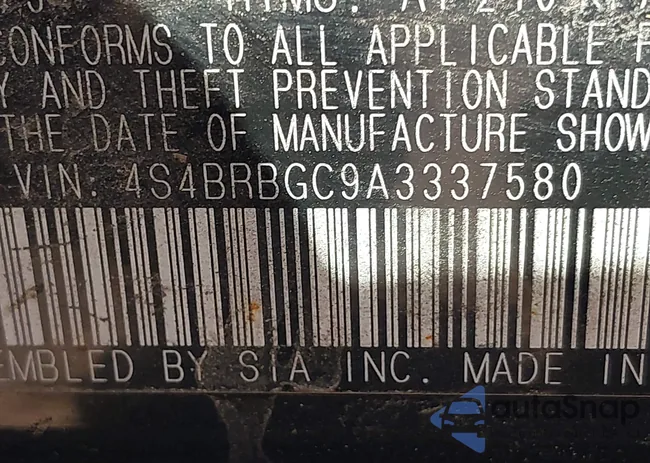 CONFORMS TO ALL APPLICABLE F
Y AND THEFT PREVENTION STAND
THE DATE OF MANUFACTURE SHOW
VIN. 4S4BRBGC9A3337580
EMBLED BY SIA INC. MADE IN
autoSnap